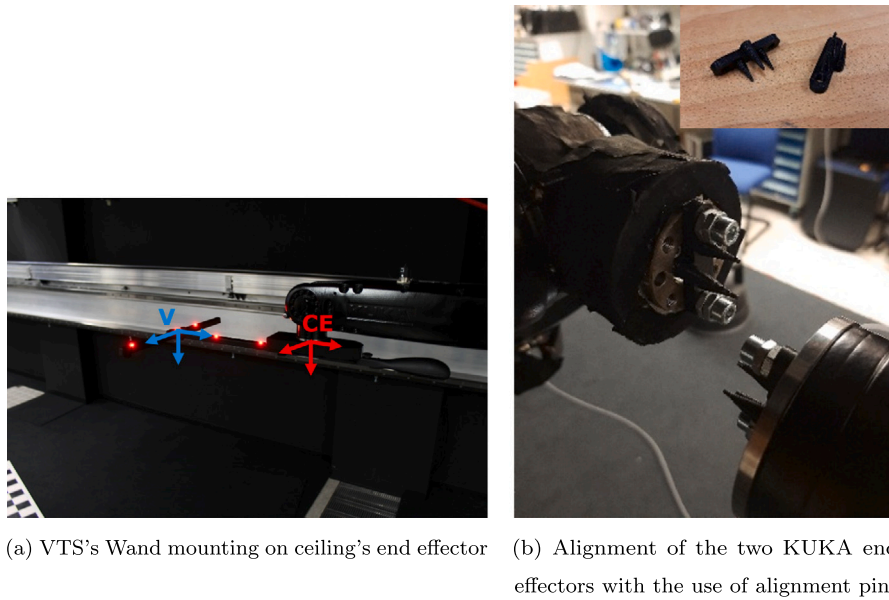 V
CE
(a) VTS's Wand mounting on ceiling's end effector
(b) Alignment of the two KUKA end
effectors with the use of alignment pin